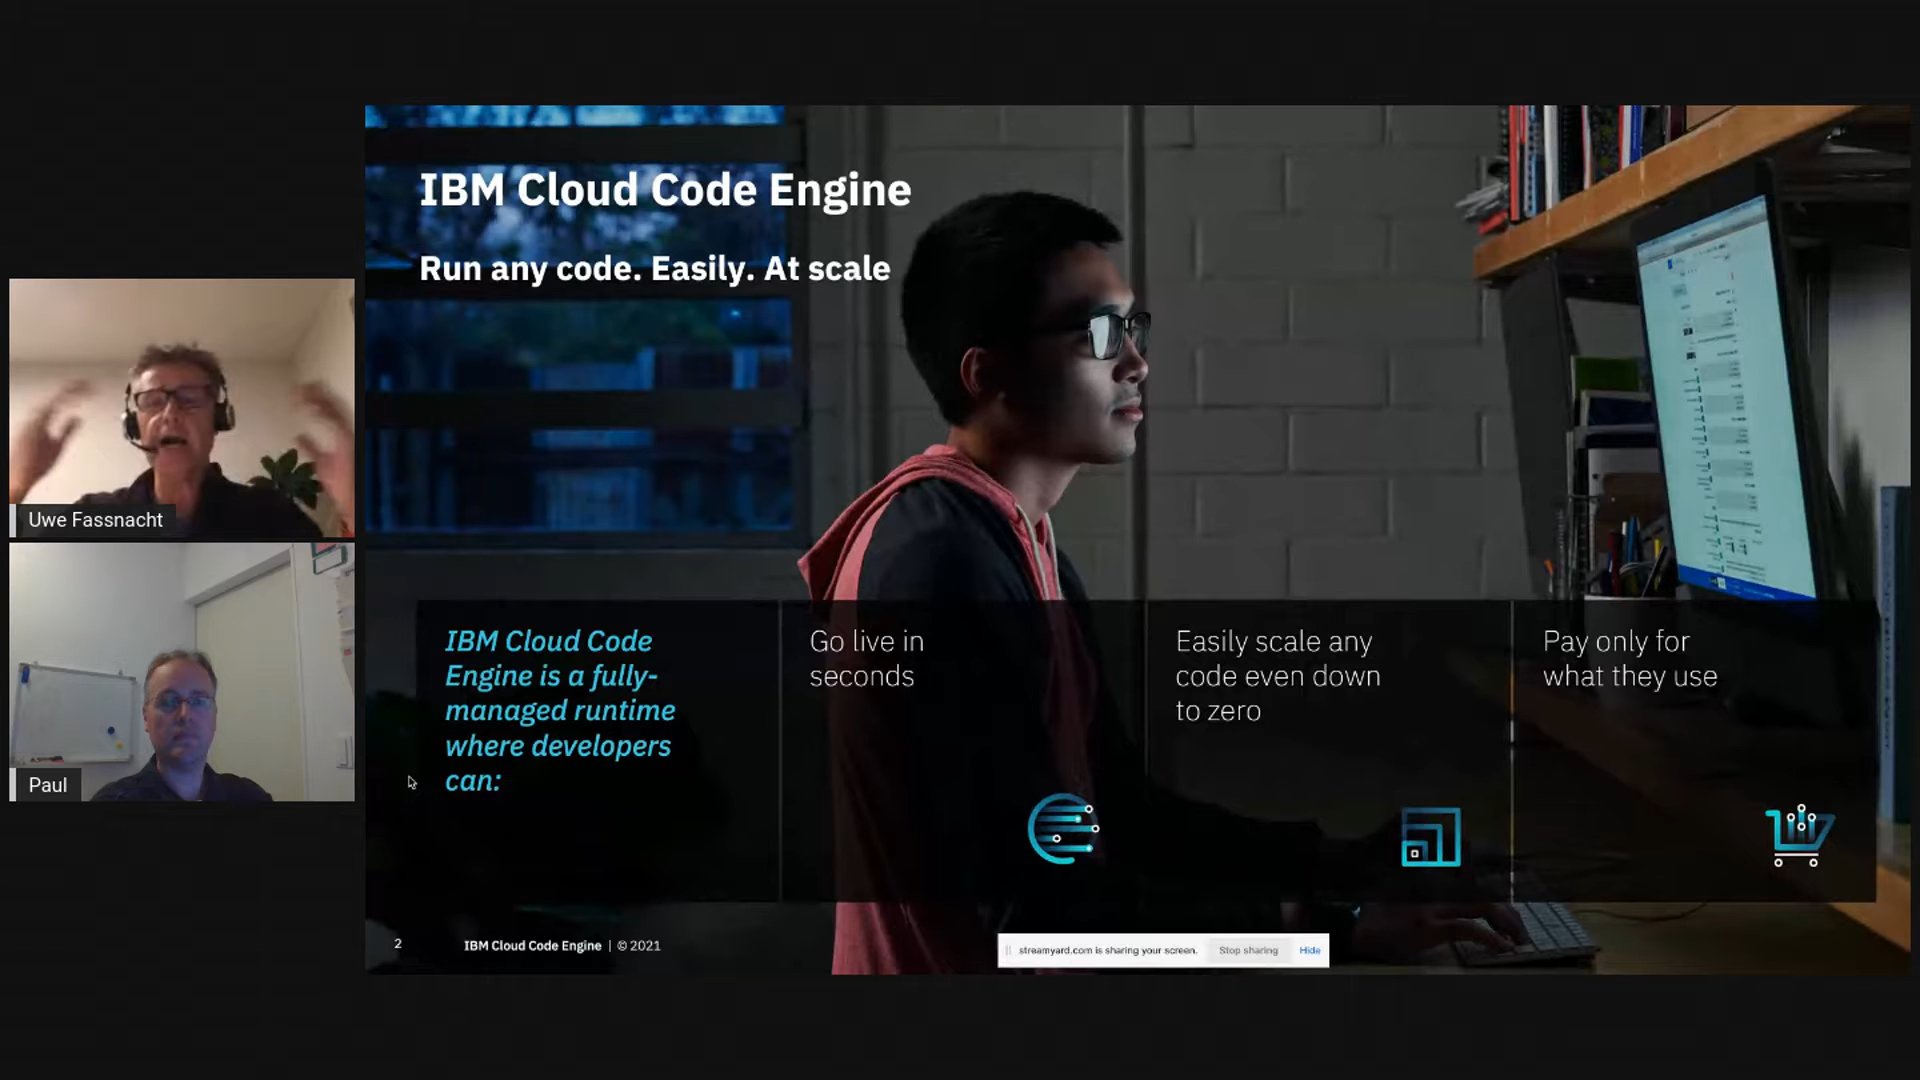 IBM Cloud Code Engine
Run any code. Easily. At scale
Uwe Fassnacht
Paul
IBM Cloud Code
Engine is a fully-
managed runtime
where developers
can:
Go live in
seconds
Easily scale any
code even down
to zero
Pay only for
what they use
2
IBM Cloud Code Engine | © 2021
streamyard.com is sharing your screen.
Stop sharing
Hide